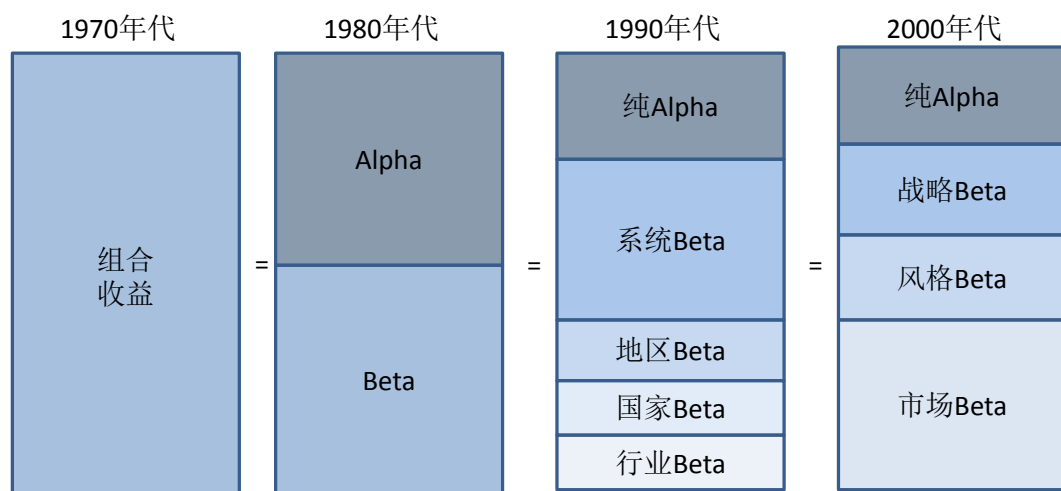 1970年代
1980年代
1990年代
2000年代
组合
收益
=
Alpha
Beta
=
纯Alpha
系统Beta
地区Beta
国家Beta
行业Beta
=
纯Alpha
战略Beta
风格Beta
市场Beta